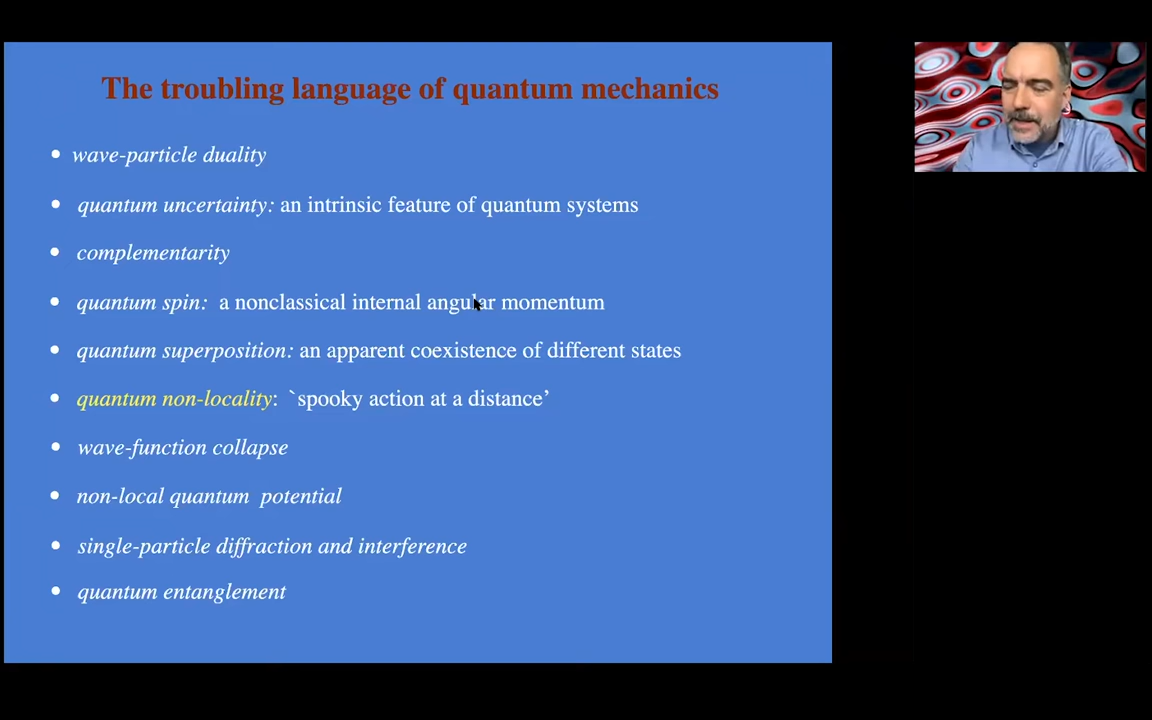 The troubling language of quantum mechanics
• wave-particle duality
• quantum uncertainty: an intrinsic feature of quantum systems
• complementarity
• quantum spin: a nonclassical internal angular momentum
• quantum superposition: an apparent coexistence of different states
• quantum non-locality: `spooky action at a distance’
• wave-function collapse
• non-local quantum potential
• single-particle diffraction and interference
• quantum entanglement